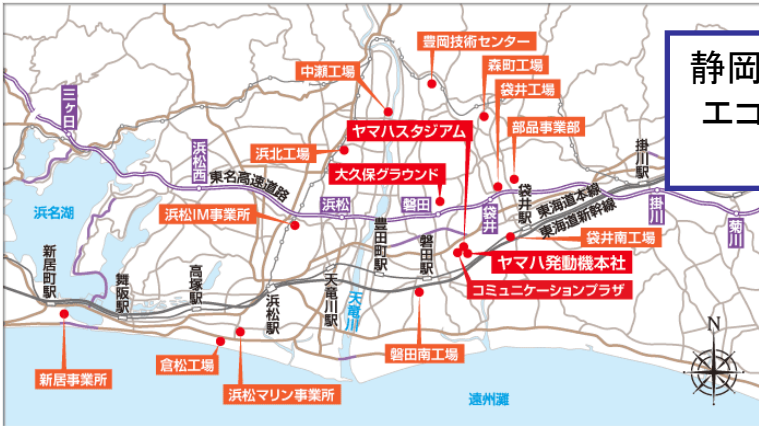 豊岡技術センター
中瀬工場
森町工場
袋井工場
静岡
エコ
三ヶ日
ヤマハスタジアム
部品事業部
浜松西
浜北工場
掛川駅
大久保グラウンド
東名高速道路
袋井駅
東海道本線
東海道新幹線
浜名湖
浜松IM事業所
浜松
磐田
袋井
掛川
菊川
豊田町駅
磐田駅
袋井南工場
新居町駅
舞阪駅
高塚駅
浜松駅
天竜川駅
天竜川
ヤマハ発動機本社
コミュニケーションプラザ
N
新居事業所
倉松工場
浜松マリン事業所
磐田南工場
遠州灘